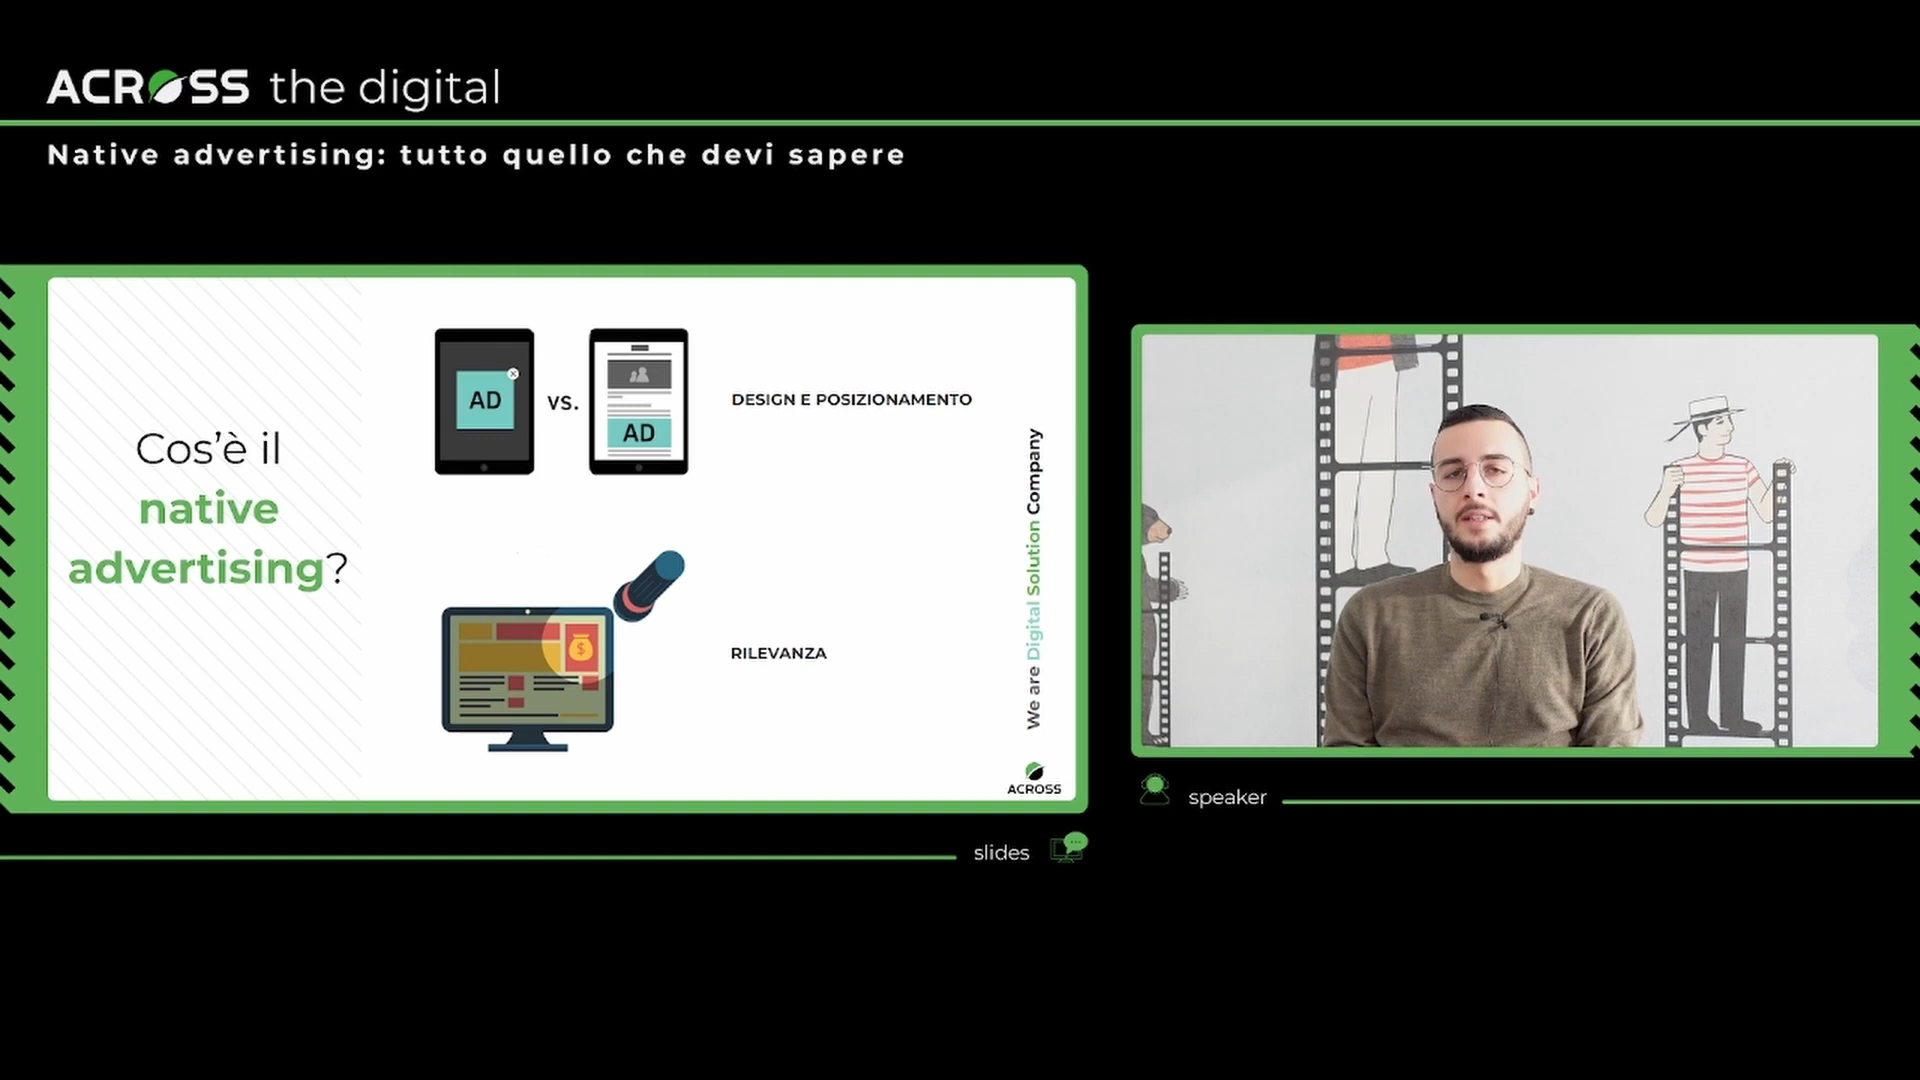 ACROSS the digital
Native advertising: tutto quello che devi sapere
Cos'è il
native
advertising?
AD
vs.
AD
DESIGN E POSIZIONAMENTO
$
RILEVANZA
We are Digital Solution Company
ACROSS
slides
speaker